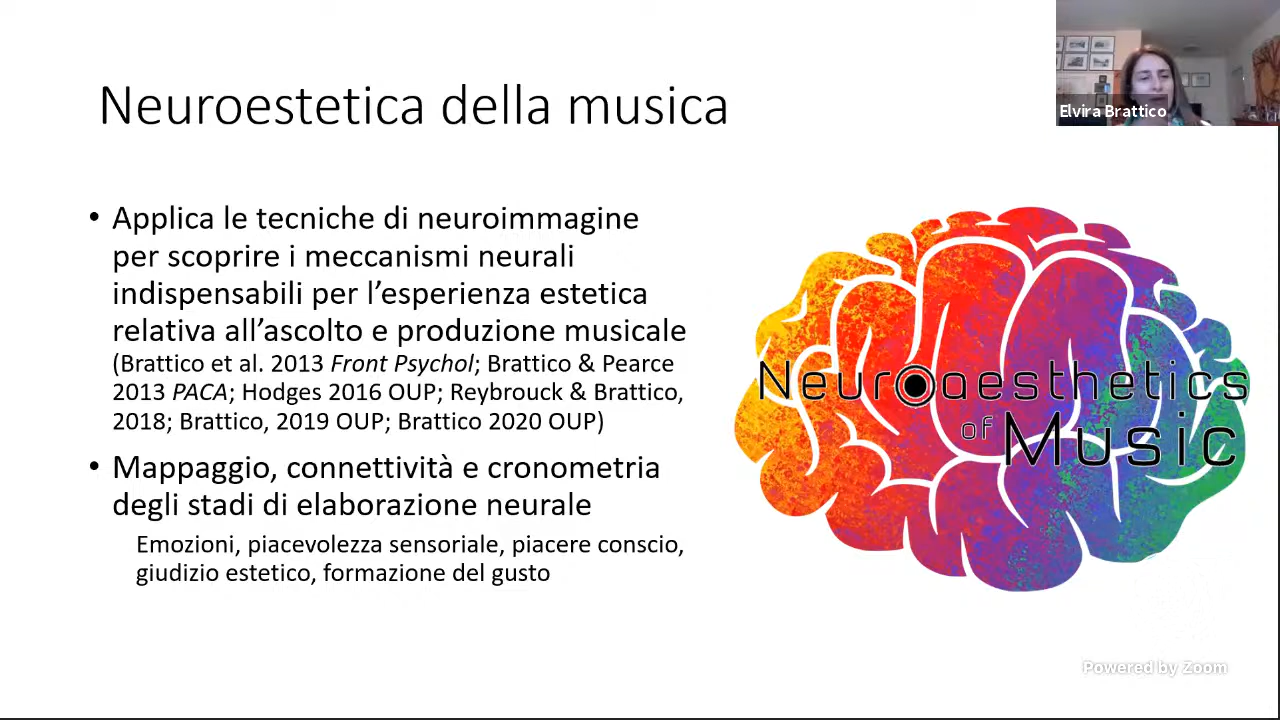 Neuroestetica della musica
Elvira Brattico
• Applica le tecniche di neuroimmagine
per scoprire i meccanismi neurali
indispensabili per l’esperienza estetica
relativa all’ascolto e produzione musicale
(Brattico et al. 2013 Front Psychol; Brattico & Pearce
2013 PACA; Hodges 2016 OUP; Reybrouck & Brattico,
2018; Brattico, 2019 OUP; Brattico 2020 OUP)
• Mappaggio, connettività e cronometria
degli stadi di elaborazione neurale
Emozioni, piacevolezza sensoriale, piacere conscio,
giudizio estetico, formazione del gusto
Neuroaesthetics
of
Music
Powered by Zoom